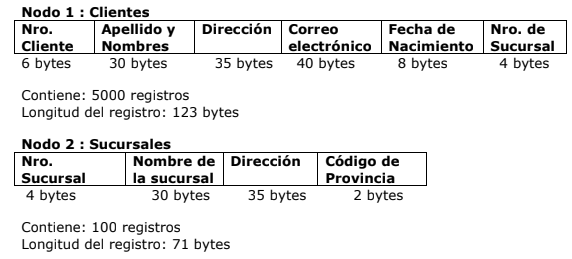 Nodo 1 : Clientes
Nro. Cliente | Apellido y Nombres | Dirección | Correo electrónico | Fecha de Nacimiento | Nro. de Sucursal
6 bytes | 30 bytes | 35 bytes | 40 bytes | 8 bytes | 4 bytes
Contiene: 5000 registros
Longitud del registro: 123 bytes
Nodo 2 : Sucursales
Nro. Sucursal | Nombre de la sucursal | Dirección | Código de Provincia
4 bytes | 30 bytes | 35 bytes | 2 bytes
Contiene: 100 registros
Longitud del registro: 71 bytes